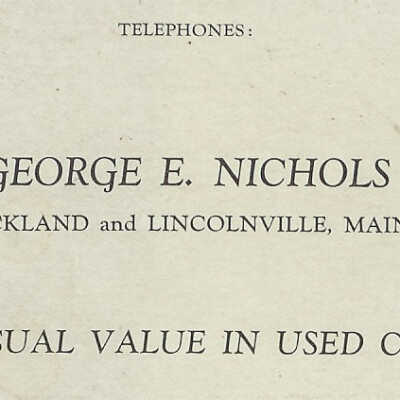 TELEPHONES:
GEORGE E. NICHOLS
CKLAND and LINCOLNVILLE, MAIN
SUAL VALUE IN USED C